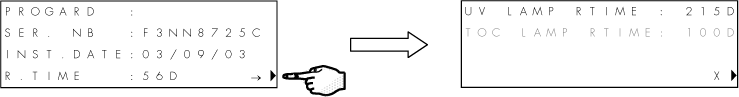 PROGARD :
SER. NB : F3NN8725C
INST.DATE:03/09/03
R.TIME :56D →
UV LAMP RTIME : 215D
TOC LAMP RTIME: 100D
X